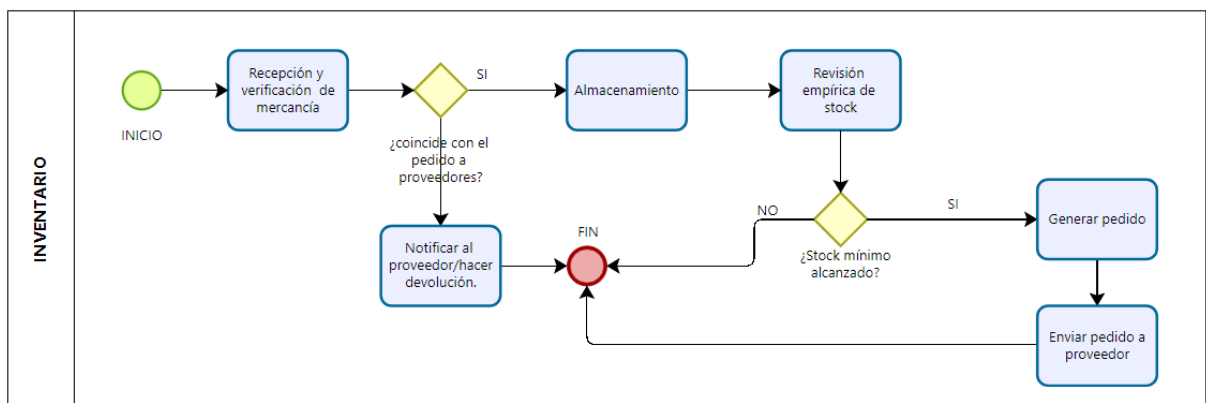 INVENTARIO
INICIO
Recepción y
verificación de
mercancía
¿coincide con el
pedido a
proveedores?
SI
Almacenamiento
Revisión
empírica de
stock
¿Stock mínimo
alcanzado?
NO
SI
Generar pedido
Enviar pedido a
proveedor
Notificar al
proveedor/hacer
devolución.
FIN